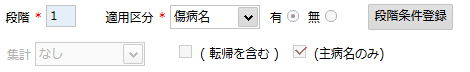 段階 * 1 適用区分 * 傷病名 有 無 段階条件登録
集計 なし ( 転帰を含む ) (主病名のみ)